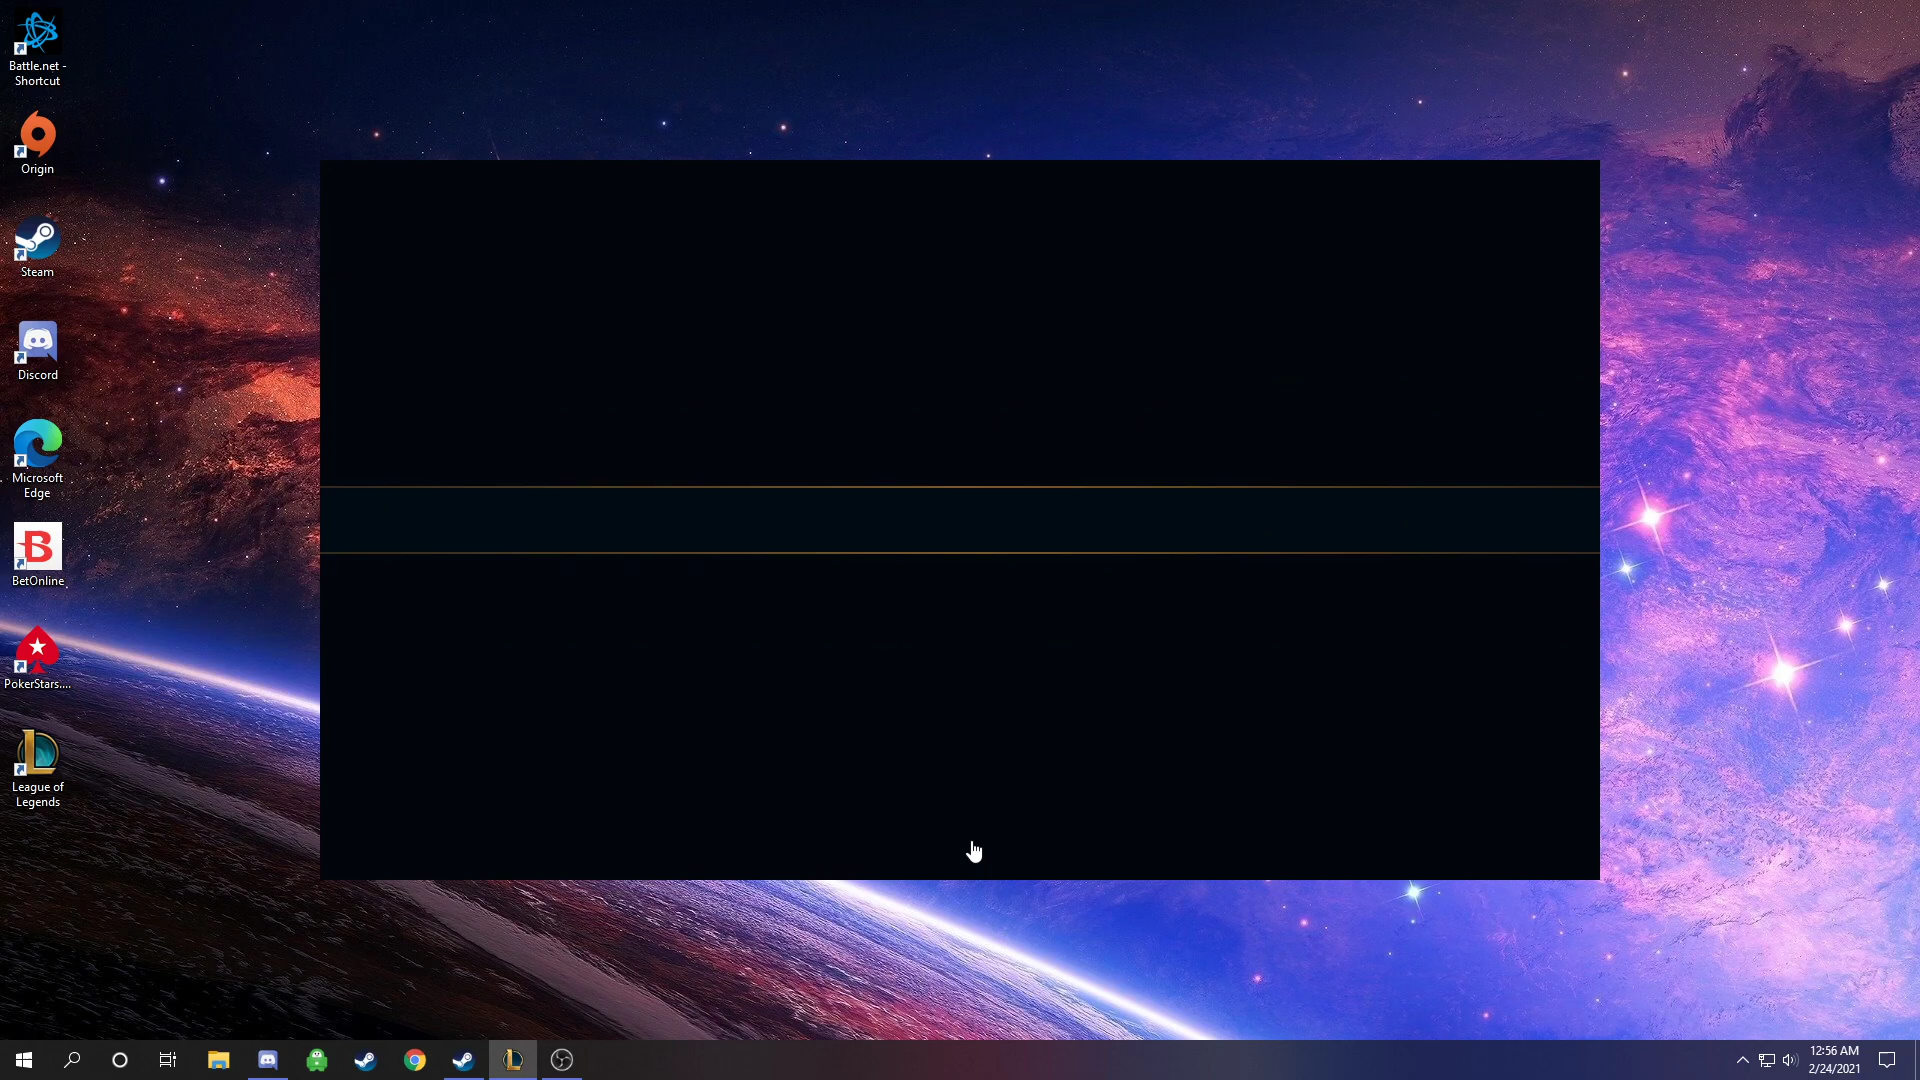 Battle.net -
Shortcut
Origin
Steam
Discord
Microsoft
Edge
BetOnline
PokerStars....
League of
Legends
12:56 AM
2/24/2021